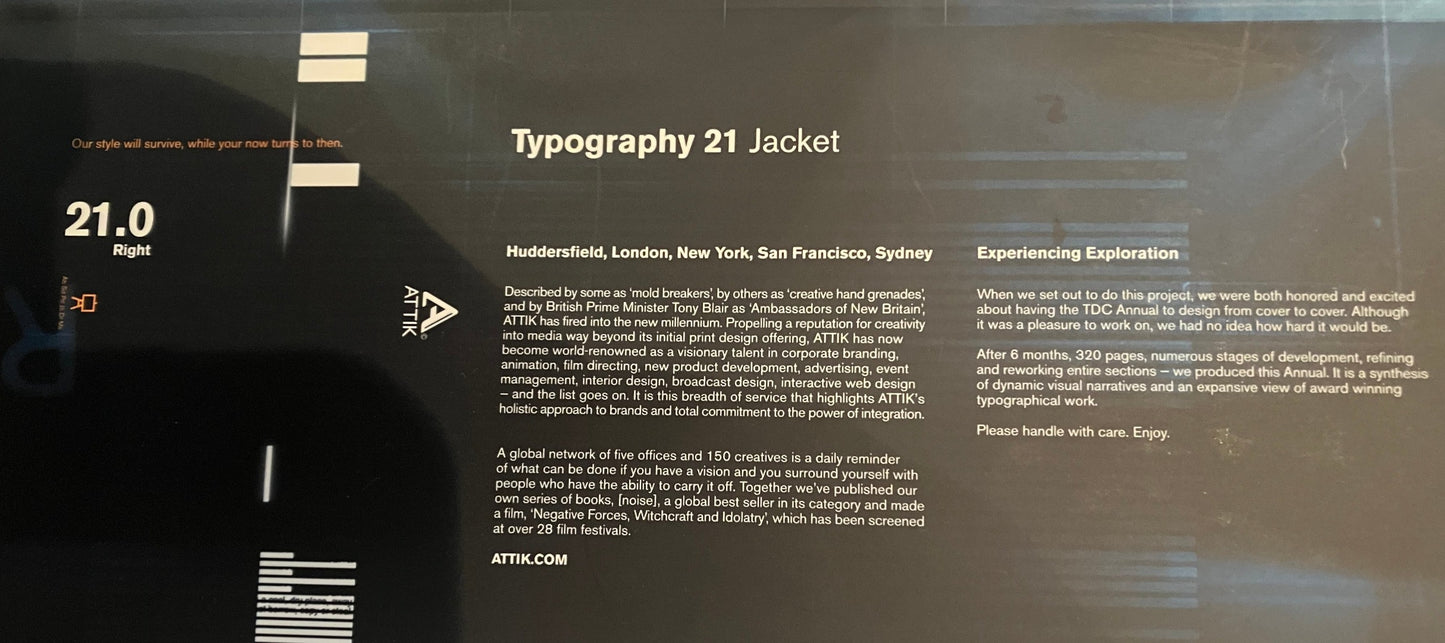 Our style will survive, while your now turns to then.
21.0
Right
ATTIK
Typography 21 Jacket
Huddersfield, London, New York, San Francisco, Sydney
Described by some as ‘mold breakers’, by others as ‘creative hand grenades’,
and by British Prime Minister Tony Blair as ‘Ambassadors of New Britain’,
ATTIK has fired into the new millennium. Propelling a reputation for creativity
into media way beyond its initial print design offering, ATTIK has now
become world-renowned as a visionary talent in corporate branding,
animation, film directing, new product development, advertising, event
management, interior design, broadcast design, interactive web design
– and the list goes on. It is this breadth of service that highlights ATTIK's
holistic approach to brands and total commitment to the power of integration.
A global network of five offices and 150 creatives is a daily reminder
of what can be done if you have a vision and you surround yourself with
people who have the ability to carry it off. Together we've published our
own series of books, [noise], a global best seller in its category and made
a film, ‘Negative Forces, Witchcraft and Idolatry’, which has been screened
at over 28 film festivals.
ATTIK.COM
Experiencing Exploration
When we set out to do this project, we were both honored and excited
about having the TDC Annual to design from cover to cover. Although
it was a pleasure to work on, we had no idea how hard it would be.
After 6 months, 320 pages, numerous stages of development, refining
and reworking entire sections – we produced this Annual. It is a synthesis
of dynamic visual narratives and an expansive view of award winning
typographical work.
Please handle with care. Enjoy.